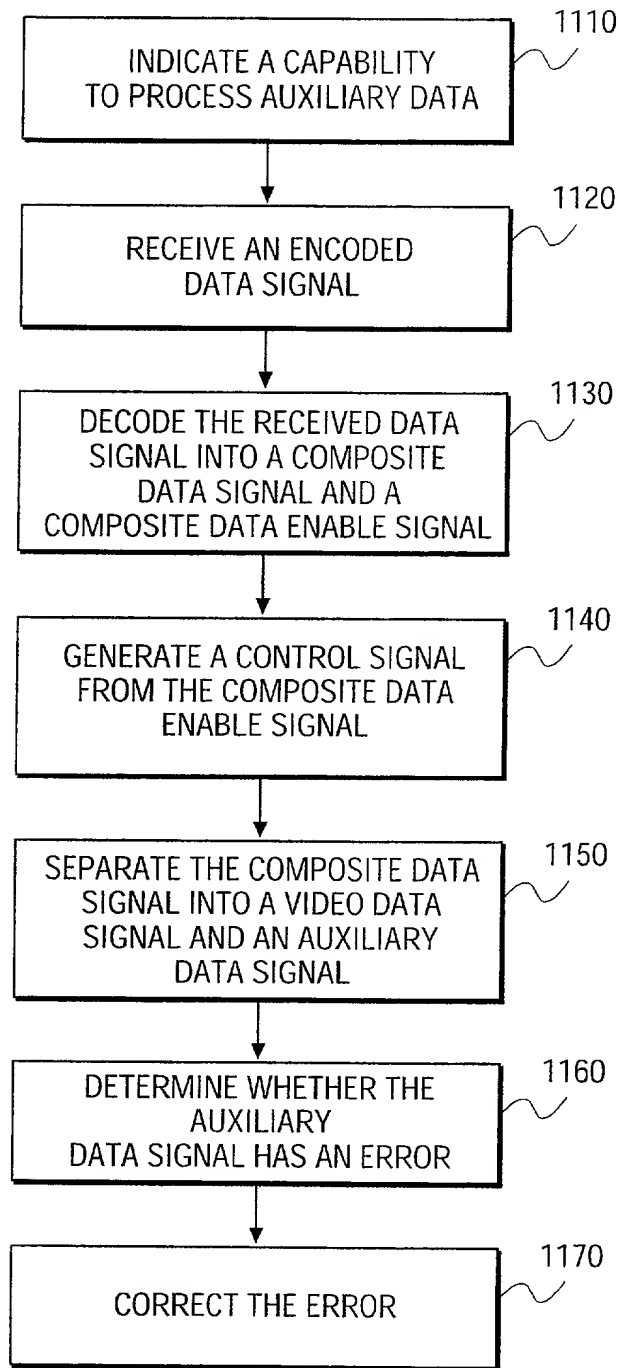 1110
INDICATE A CAPABILITY
TO PROCESS AUXILIARY DATA
1120
RECEIVE AN ENCODED
DATA SIGNAL
1130
DECODE THE RECEIVED DATA
SIGNAL INTO A COMPOSITE
DATA SIGNAL AND A
COMPOSITE DATA ENABLE SIGNAL
1140
GENERATE A CONTROL SIGNAL
FROM THE COMPOSITE DATA
ENABLE SIGNAL
1150
SEPARATE THE COMPOSITE DATA
SIGNAL INTO A VIDEO DATA
SIGNAL AND AN AUXILIARY
DATA SIGNAL
1160
DETERMINE WHETHER THE
AUXILIARY
DATA SIGNAL HAS AN ERROR
1170
CORRECT THE ERROR